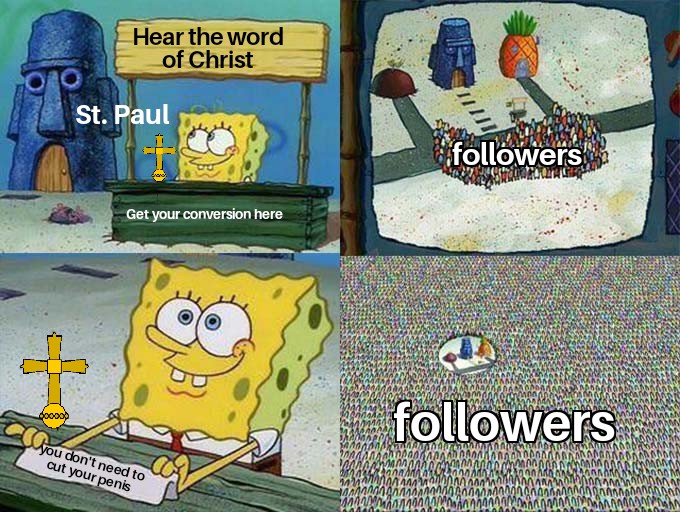 Hear the word
of Christ
St. Paul
Get your conversion here
followers
you don't need to
cut your penis
followers